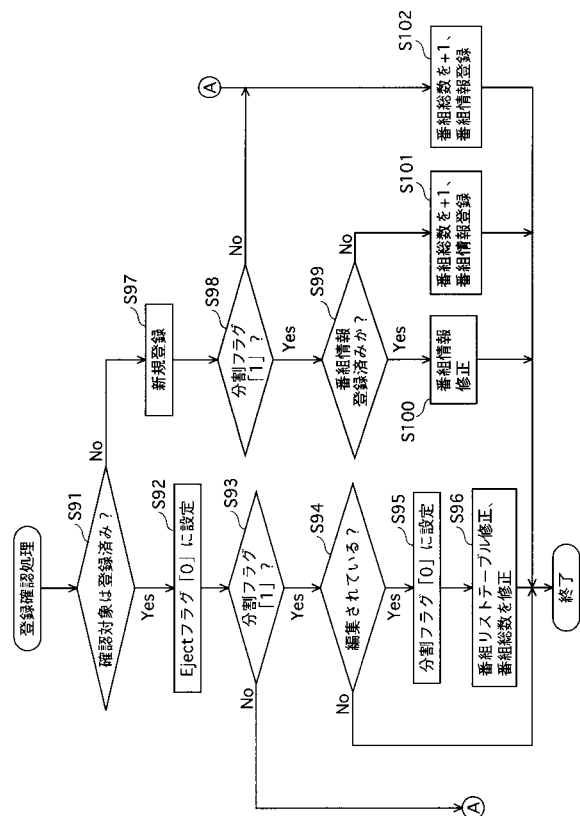 登録確認処理
S91
確認対象は登録済み？
No
Yes
S92
Ejectフラグ「0」に設定
S93
分割フラグ
「1」？
No
Yes
S94
編集されている？
No
Yes
S95
分割フラグ「0」に設定
S96
番組リストテーブル修正、
番組総数を修正
A
S97
新規登録
S98
分割フラグ
「1」？
No
Yes
S99
番組情報
登録済みか？
No
Yes
S100
番組情報
修正
S101
番組総数を+1、
番組情報登録
A
S102
番組総数を+1、
番組情報登録
終了